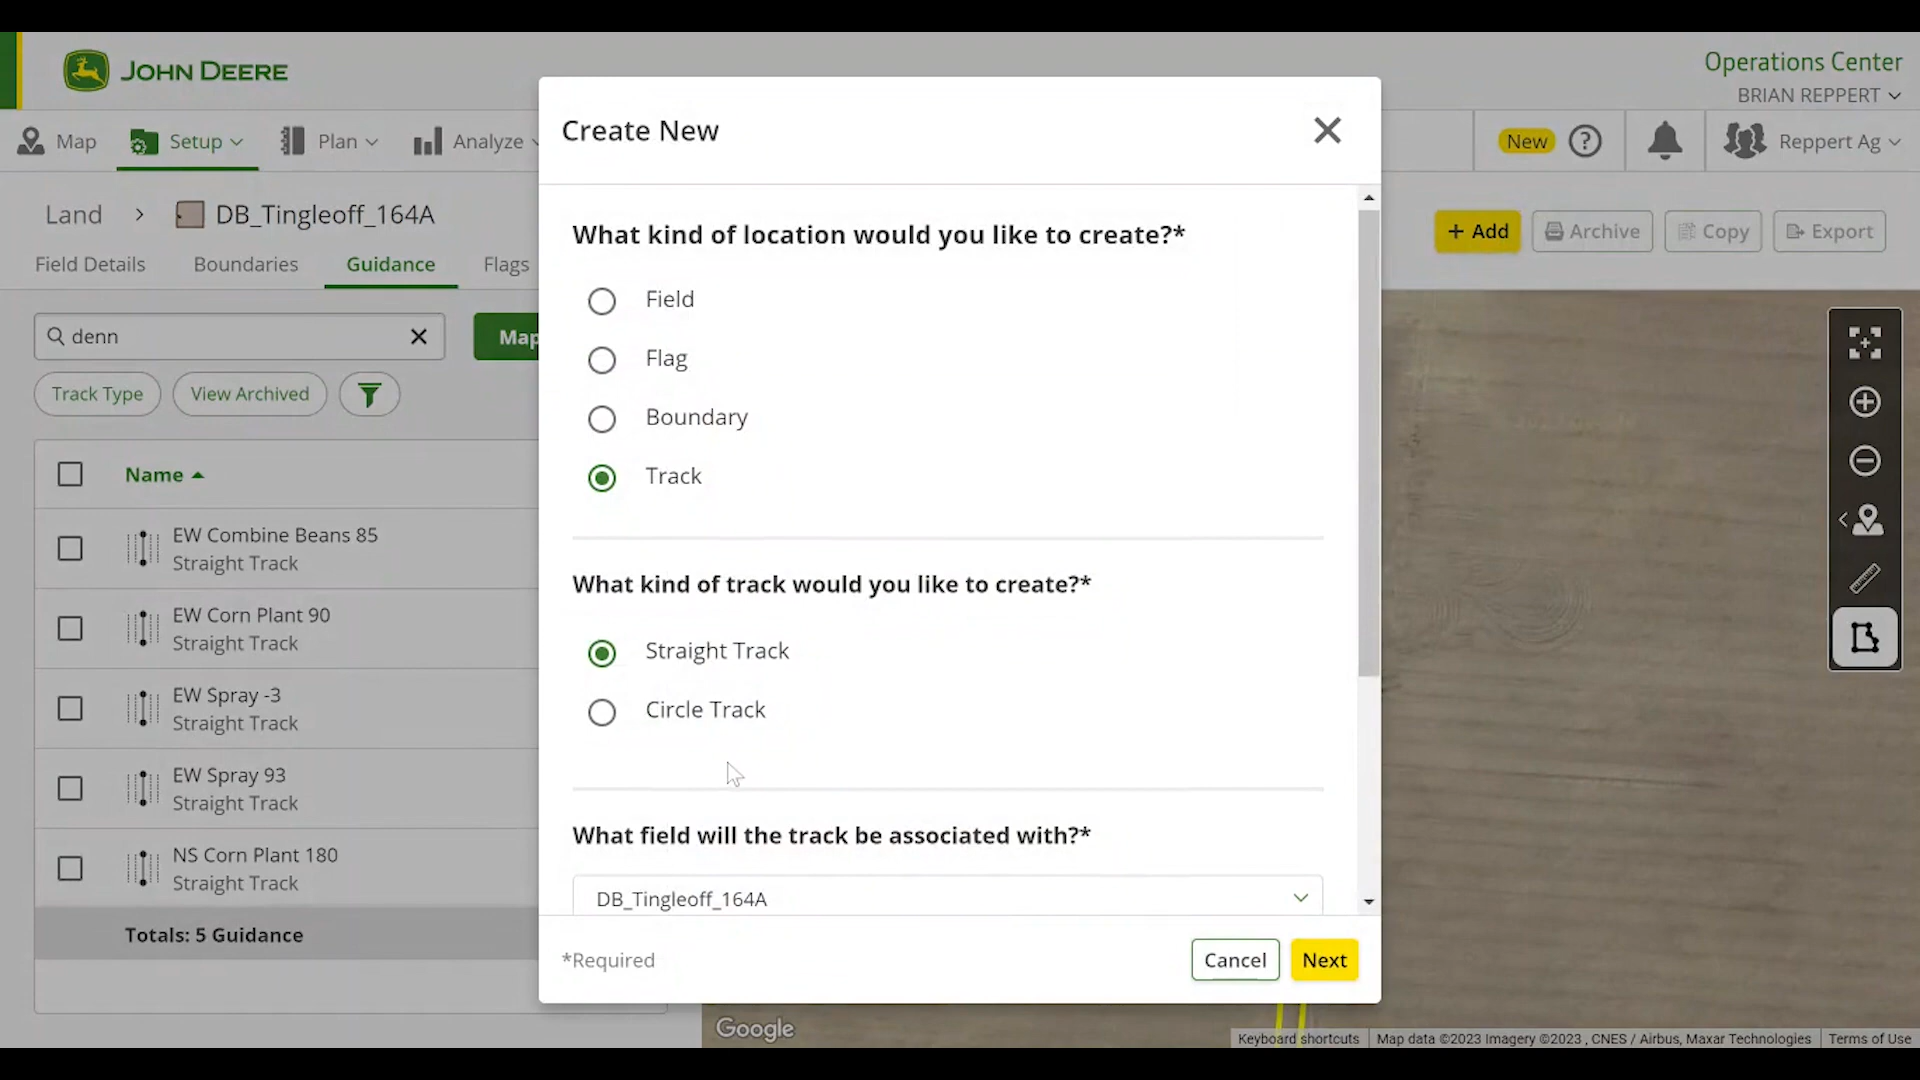 JOHN DEERE
Operations Center
BRIAN REPPERT
Map
Setup
Plan
Analyze
New
?
Reppert Ag
Land > DB_Tingleoff_164A
+ Add
Archive
Copy
Export
Field Details
Boundaries
Guidance
Flags
denn
Map
Track Type
View Archived
Name
EW Combine Beans 85
Straight Track
EW Corn Plant 90
Straight Track
EW Spray -3
Straight Track
EW Spray 93
Straight Track
NS Corn Plant 180
Straight Track
Totals: 5 Guidance
Create New
What kind of location would you like to create?*
Field
Flag
Boundary
Track
What kind of track would you like to create?*
Straight Track
Circle Track
What field will the track be associated with?*
DB_Tingleoff_164A
*Required
Cancel
Next
Google
Keyboard shortcuts
Map data ©2023 Imagery ©2023 , CNES / Airbus, Maxar Technologies
Terms of Use